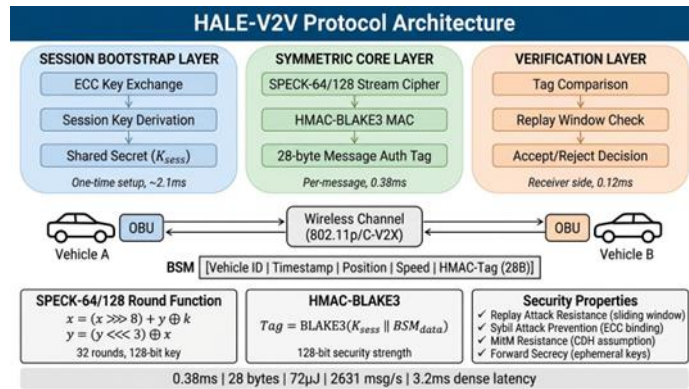 HALE-V2V Protocol Architecture
SESSION BOOTSTRAP LAYER
ECC Key Exchange
Session Key Derivation
Shared Secret (K_sess)
One-time setup, ~2.1ms
SYMMETRIC CORE LAYER
SPECK-64/128 Stream Cipher
HMAC-BLAKE3 MAC
28-byte Message Auth Tag
Per-message, 0.38ms
VERIFICATION LAYER
Tag Comparison
Replay Window Check
Accept/Reject Decision
Receiver side, 0.12ms
OBU
Vehicle A
Wireless Channel
(802.11p/C-V2X)
OBU
Vehicle B
BSM [Vehicle ID | Timestamp | Position | Speed | HMAC-Tag (28B)]
SPECK-64/128 Round Function
x = (x ⋙ 8) + y ⊕ k
y = (y ⋘ 3) ⊕ x
32 rounds, 128-bit key
HMAC-BLAKE3
Tag = BLAKE3(K_sess ∥ BSM_data)
128-bit security strength
Security Properties
• Replay Attack Resistance (sliding window)
• Sybil Attack Prevention (ECC binding)
• MitM Resistance (CDH assumption)
• Forward Secrecy (ephemeral keys)
0.38ms | 28 bytes | 72μJ | 2631 msg/s | 3.2ms dense latency